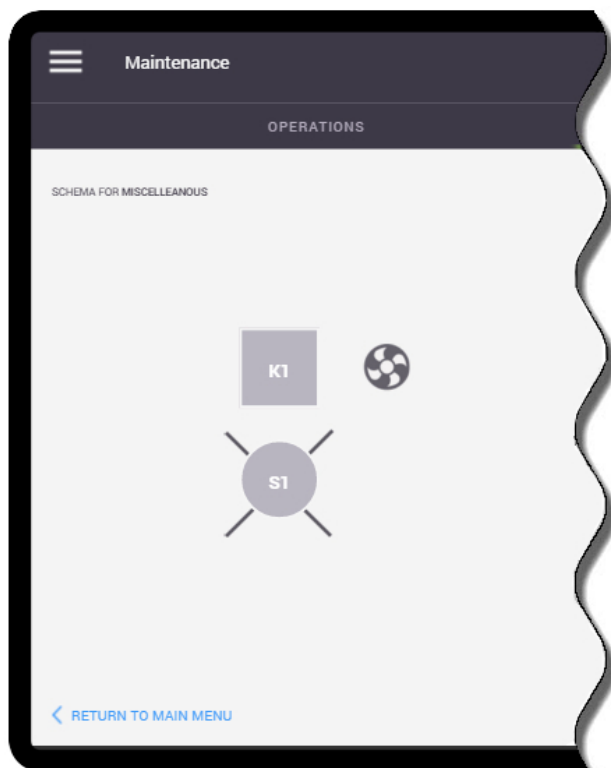 Maintenance
OPERATIONS
SCHEMA FOR MISCELLEANOUS
K1
S1
RETURN TO MAIN MENU